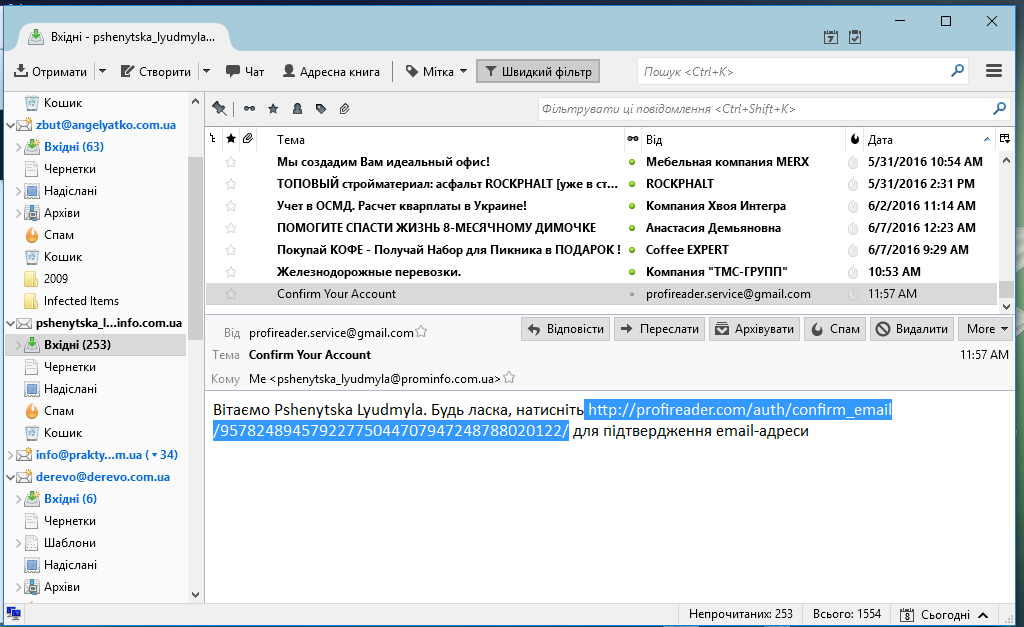 Вхідні - pshenytska_lyudmyla...
Отримати
Створити
Чат
Адресна книга
Мітка
Швидкий фільтр
Пошук <Ctrl+K>
Фільтрувати ці повідомлення <Ctrl+Shift+K>
Кошик
zbut@angelyatko.com.ua
Вхідні (63)
Чернетки
Надіслані
Архіви
Спам
Кошик
2009
Infected Items
pshenytska_l...info.com.ua
Вхідні (253)
Чернетки
Надіслані
Спам
Кошик
info@prakty...m.ua (▾ 34)
derevo@derevo.com.ua
Вхідні (6)
Чернетки
Шаблони
Надіслані
Архіви
Тема Від Дата
Мы создадим Вам идеальный офис! Мебельная компания MERX 5/31/2016 10:54 AM
ТОПОВЫЙ стройматериал: асфальт ROCKPHALT [уже в ст... ROCKPHALT 5/31/2016 2:31 PM
Учет в ОСМД. Расчет кварплаты в Украине! Компания Хвоя Интегра 6/2/2016 11:14 AM
ПОМОГИТЕ СПАСТИ ЖИЗНЬ 8-МЕСЯЧНОМУ ДИМОЧКЕ Анастасия Демьяновна 6/7/2016 12:23 AM
Покупай КОФЕ - Получай Набор для Пикника в ПОДАРОК ! Coffee EXPERT 6/7/2016 9:29 AM
Железнодорожные перевозки. Компания "ТМС-ГРУПП" 10:53 AM
Confirm Your Account profireader.service@gmail.com 11:57 AM
Від profireader.service@gmail.com
Відповісти
Переслати
Архівувати
Спам
Видалити
More
Тема Confirm Your Account 11:57 AM
Кому Me <pshenytska_lyudmyla@prominfo.com.ua>
Вітаємо Pshenytska Lyudmyla. Будь ласка, натисніть http://profireader.com/auth/confirm_email
/95782489457922775044707947248788020122/ для підтвердження email-адреси
Непрочитаних: 253
Всього: 1554
Сьогодні